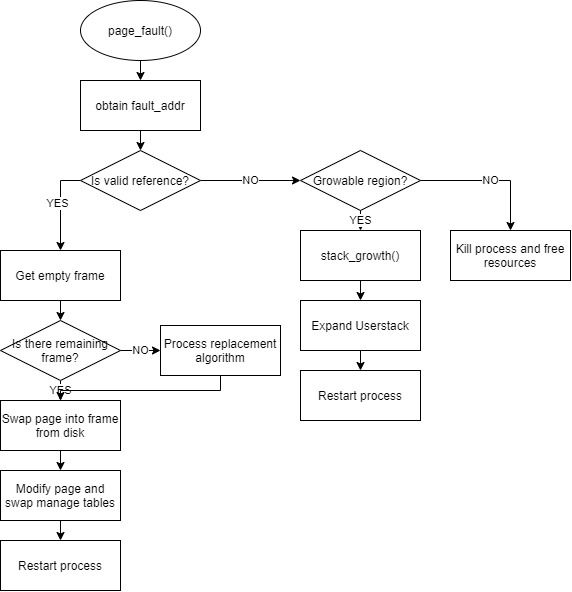 page_fault()
obtain fault_addr
Is valid reference?
NO
Growable region?
NO
YES
YES
Kill process and free
resources
stack_growth()
Get empty frame
Expand Userstack
Is there remaining
frame?
NO
Process replacement
algorithm
YES
Restart process
Swap page into frame
from disk
Modify page and
swap manage tables
Restart process